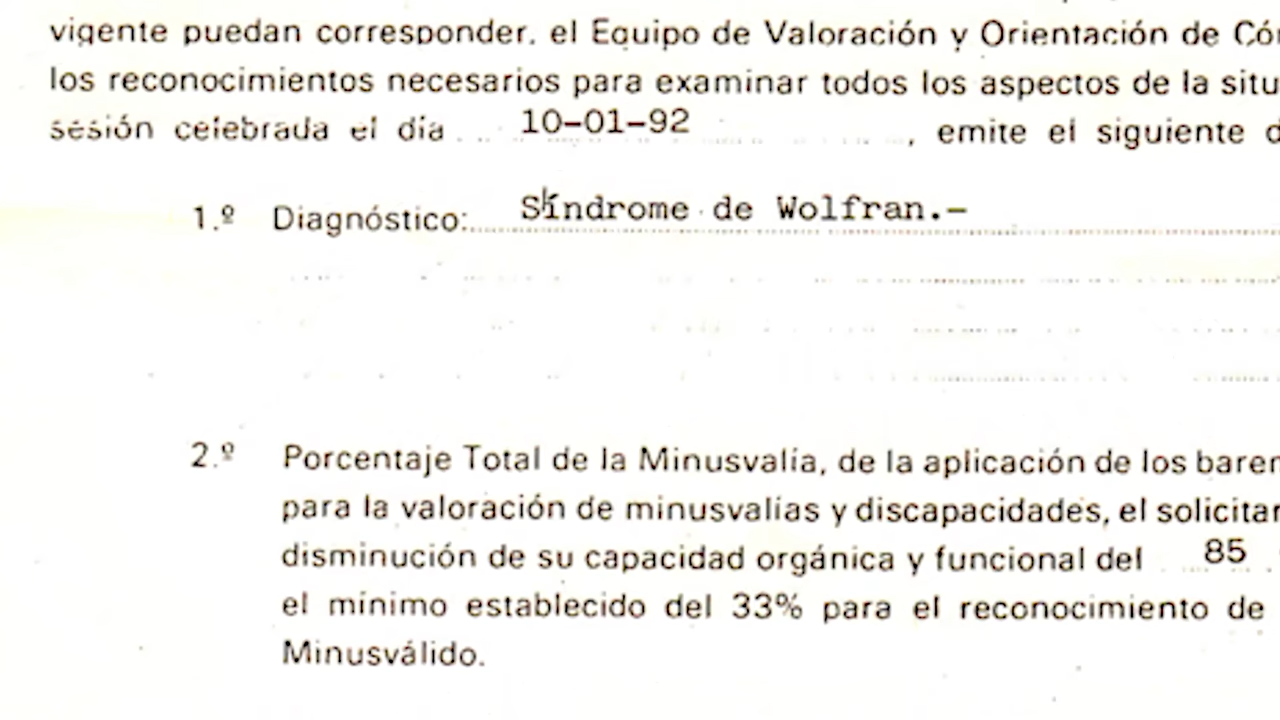 vigente puedan corresponder, el Equipo de Valoración y Orientación de
los reconocimientos necesarios para examinar todos los aspectos de la
sesión celebrada el día 10-01-92, emite el siguiente
1.º Diagnóstico: Síndrome de Wolfran.-
2.º Porcentaje Total de la Minusvalía, de la aplicación de los
para la valoración de minusvalías y discapacidades, el
disminución de su capacidad orgánica y funcional del 85
el mínimo establecido del 33% para el reconocimiento de
Minusválido.